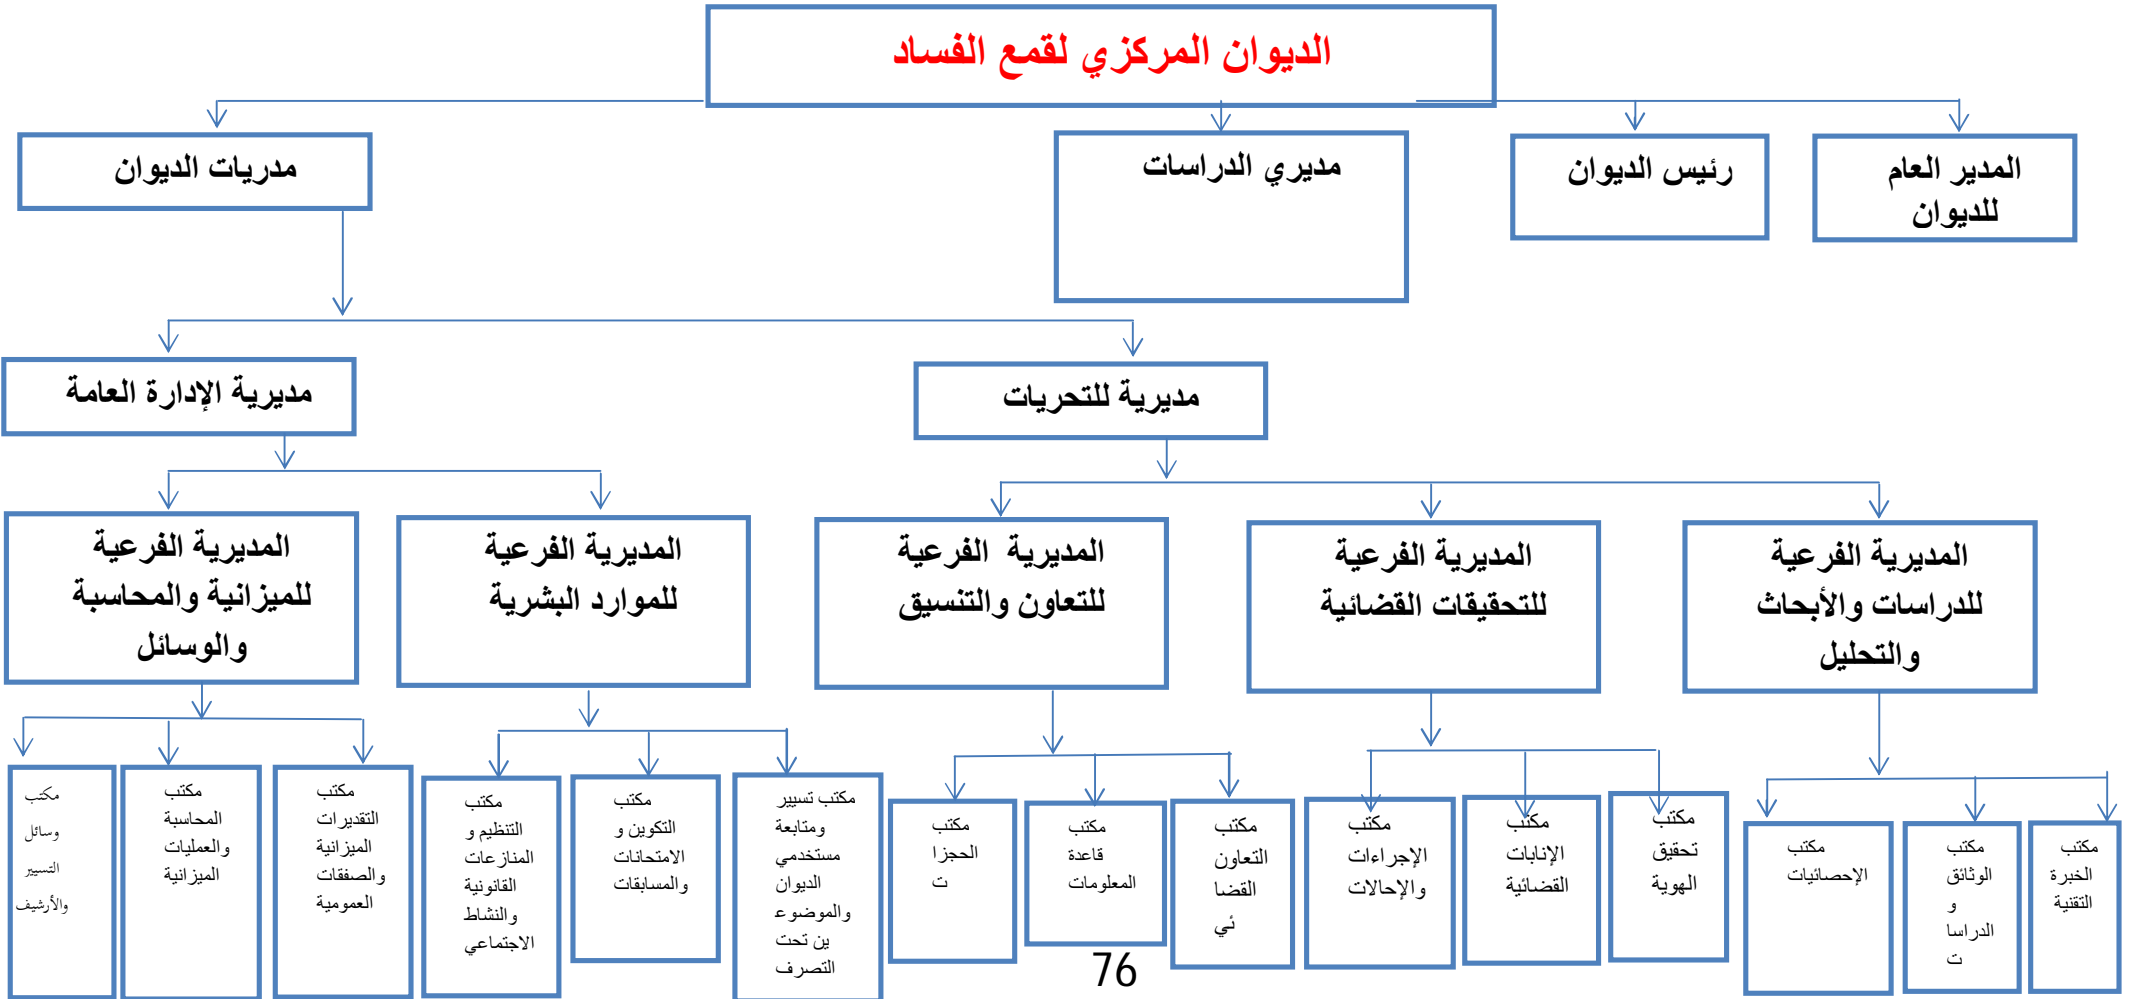 الديوان المركزي لقمع الفساد
المدير العام
للديوان
رئيس الديوان
مديري الدراسات
مدريات الديوان
مديرية للتحريات
مديرية الإدارة العامة
المديرية الفرعية
للدراسات والأبحاث
والتحليل
المديرية الفرعية
للتحقيقات القضائية
المديرية الفرعية
للتعاون والتنسيق
المديرية الفرعية
للموارد البشرية
المديرية الفرعية
للميزانية والمحاسبة
والوسائل
مكتب
الخبرة
التقنية
مكتب
الوثائق
و
الدراسا
ت
مكتب
الإحصائيات
مكتب
تحقيق
الهوية
مكتب
الإنابات
القضائية
مكتب
الإجراءات
والإحالات
مكتب
التعاون
القضا
ئي
مكتب
قاعدة
المعلومات
مكتب
الحجزا
ت
مكتب تسيير
ومتابعة
مستخدمي
الديوان
والموضوع
ين تحت
التصرف
مكتب
التكوين و
الامتحانات
والمسابقات
مكتب
التنظيم و
المنازعات
القانونية
والنشاط
الاجتماعي
مكتب
التقديرات
الميزانية
والصفقات
العمومية
مكتب
المحاسبة
والعمليات
الميزانية
مكتب
وسائل
التسيير
والأرشيف
76